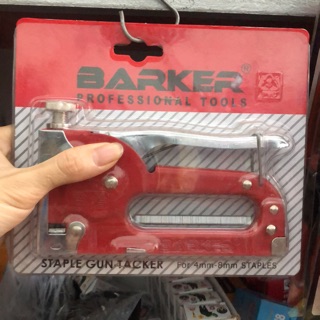 BARKER®
PROFESSIONAL TOOLS
STAPLE GUN TACKER For 4mm-8mm STAPLES